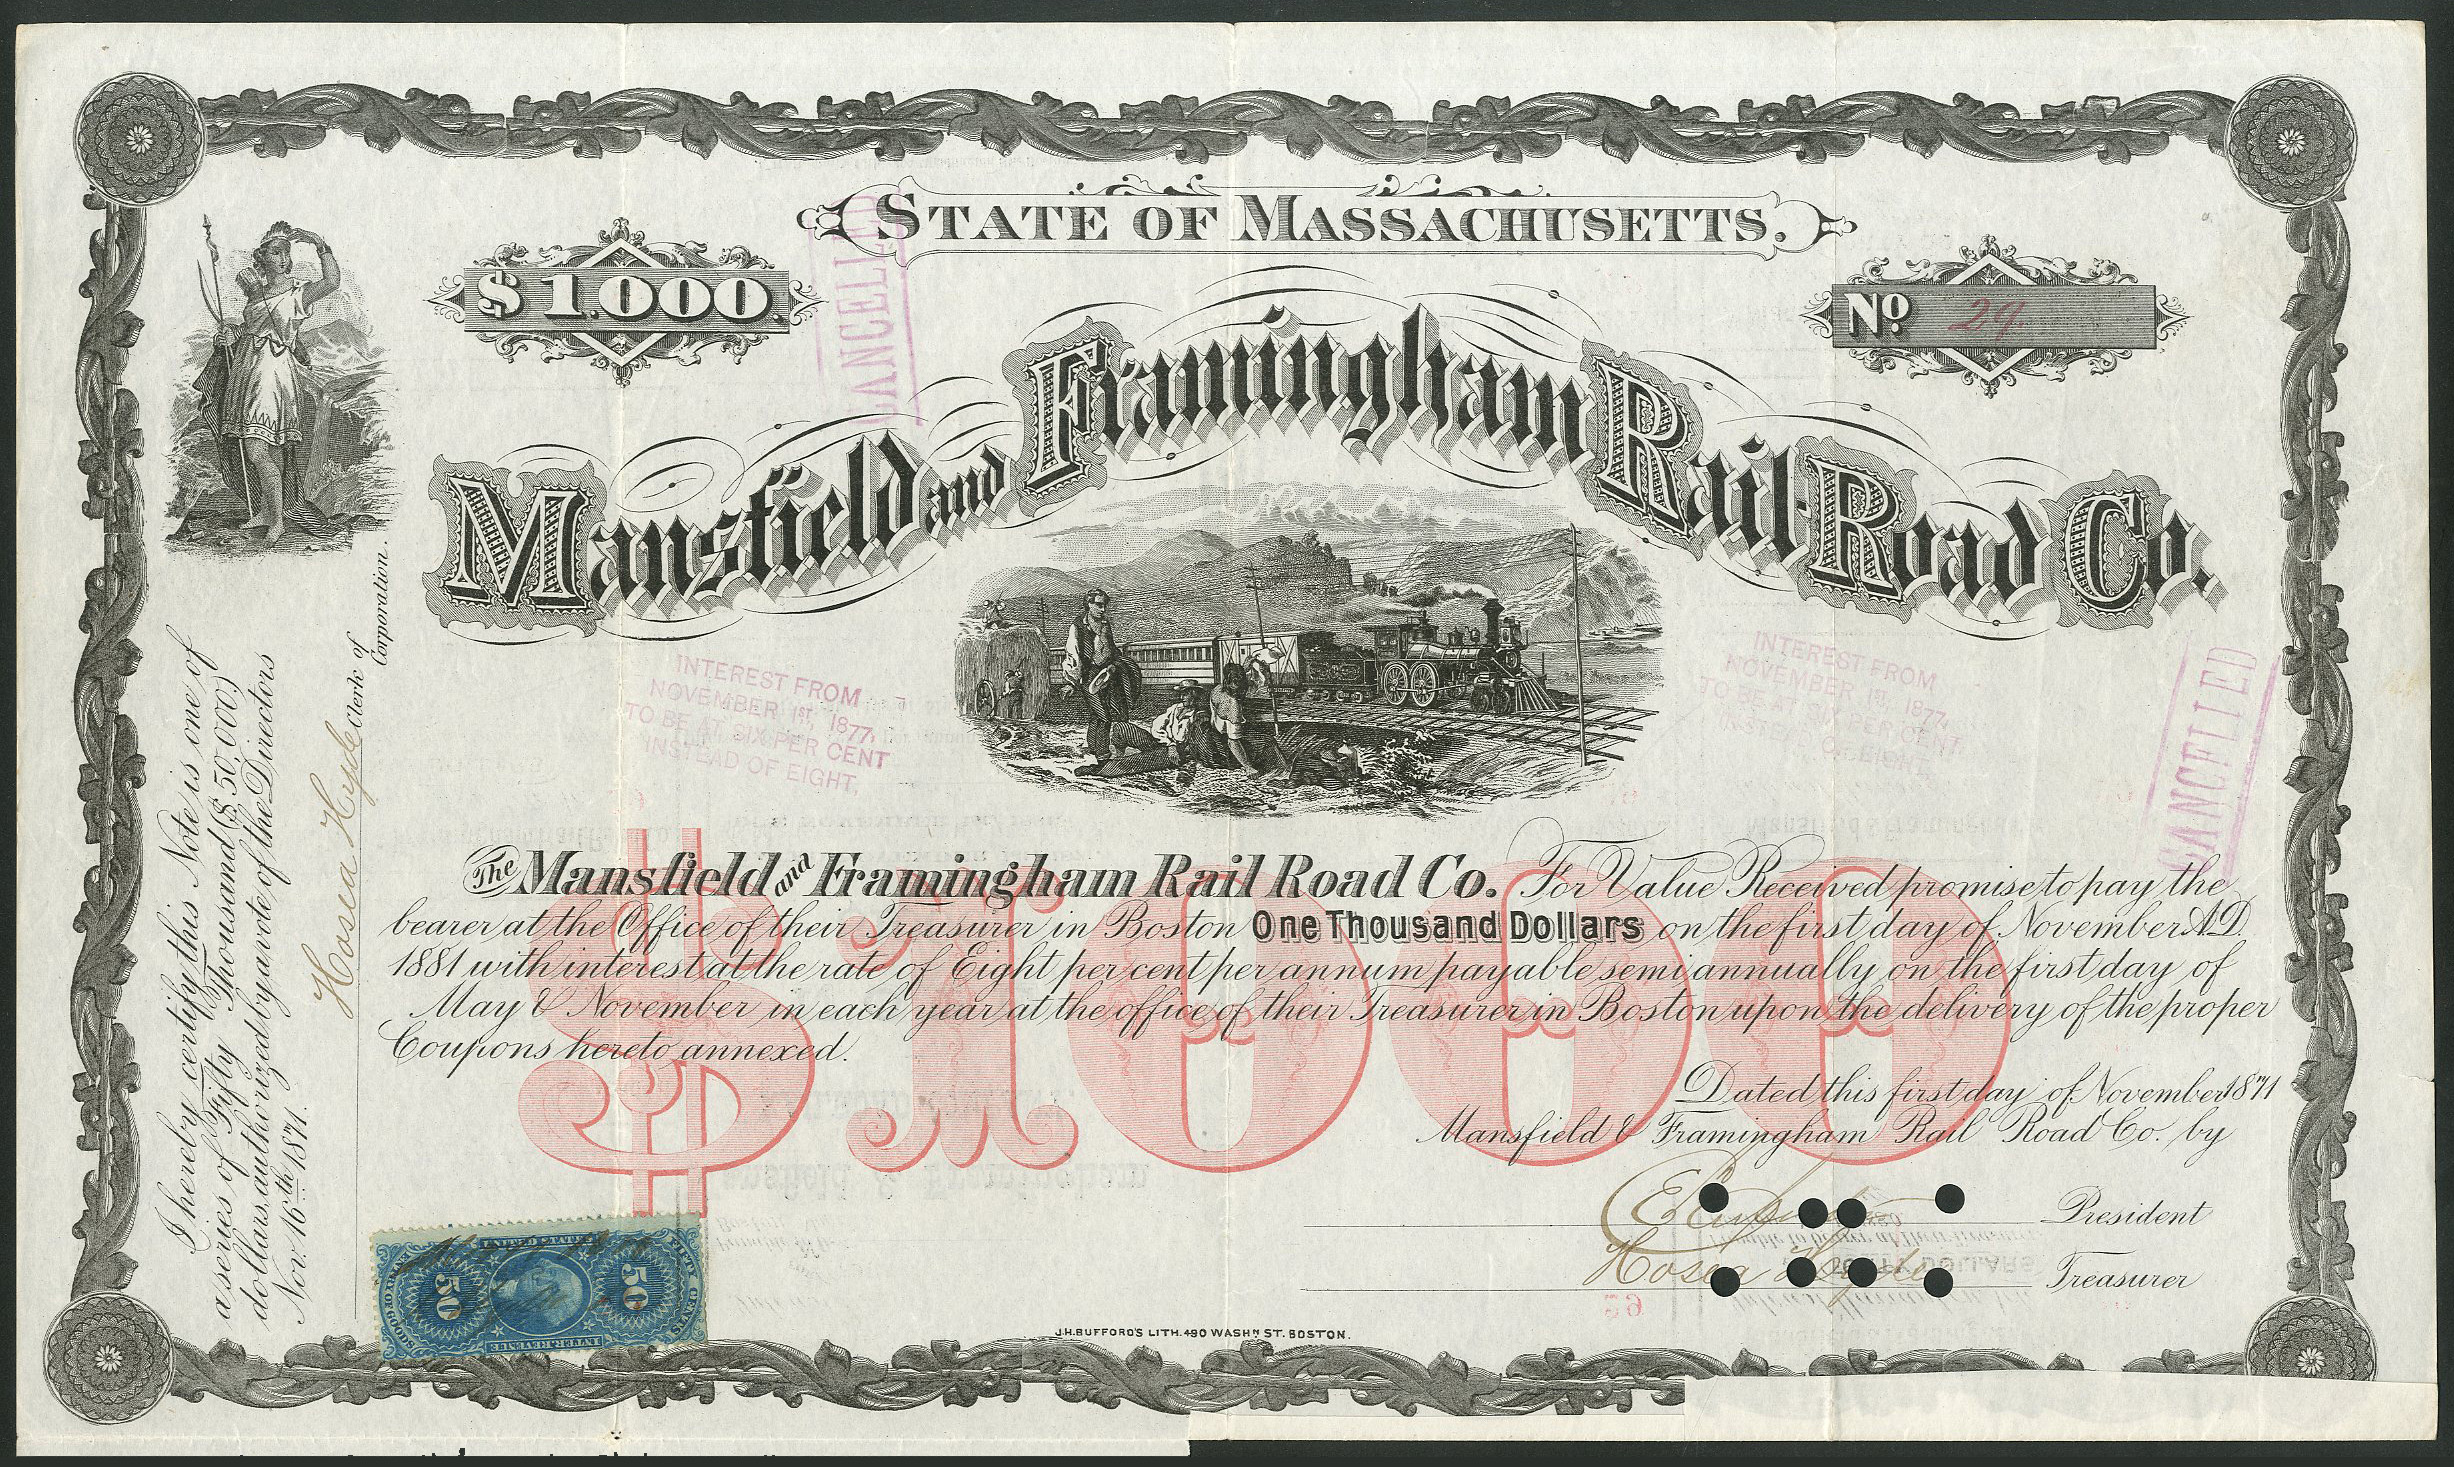 STATE OF MASSACHUSETTS.
$1.000.
No. 29.
Mansfield and Framingham Rail-Road Co.
CANCELLED
INTEREST FROM
NOVEMBER 1st, 1877,
TO BE AT SIX PER CENT
INSTEAD OF EIGHT,
INTEREST FROM
NOVEMBER 1st, 1877,
TO BE AT SIX PER CENT
INSTEAD OF EIGHT,
CANCELLED
$1000
The Mansfield and Framingham Rail Road Co. For Value Received promise to pay the
bearer at the Office of their Treasurer in Boston One Thousand Dollars on the first day of November A.D.
1881 with interest at the rate of Eight per cent per annum payable semi annually on the first day of
May & November in each year at the office of their Treasurer in Boston upon the delivery of the proper
Coupons hereto annexed.
Dated this first day of November 1871
Mansfield & Framingham Rail Road Co. by
President
Hosea Hyde Treasurer
I hereby certify this Note is one of
a series of Fifty Thousand ($50,000.)
dollars, authorized by a vote of the Directors
Nov. 16th 1871.
Hosea Hyde Clerk of
Corporation.
UNITED STATES
50
50
FIFTY CENTS
INTER. REVENUE
J.H. BUFFORD'S LITH. 490 WASHN ST. BOSTON.